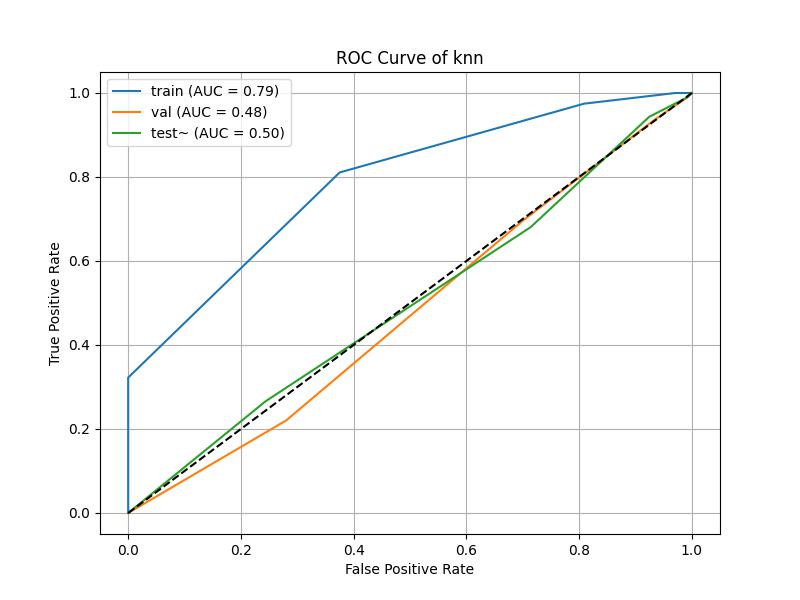 ROC Curve of knn
train (AUC = 0.79)
val (AUC = 0.48)
test~ (AUC = 0.50)
True Positive Rate
1.0
0.8
0.6
0.4
0.2
0.0
0.0 0.2 0.4 0.6 0.8 1.0
False Positive Rate